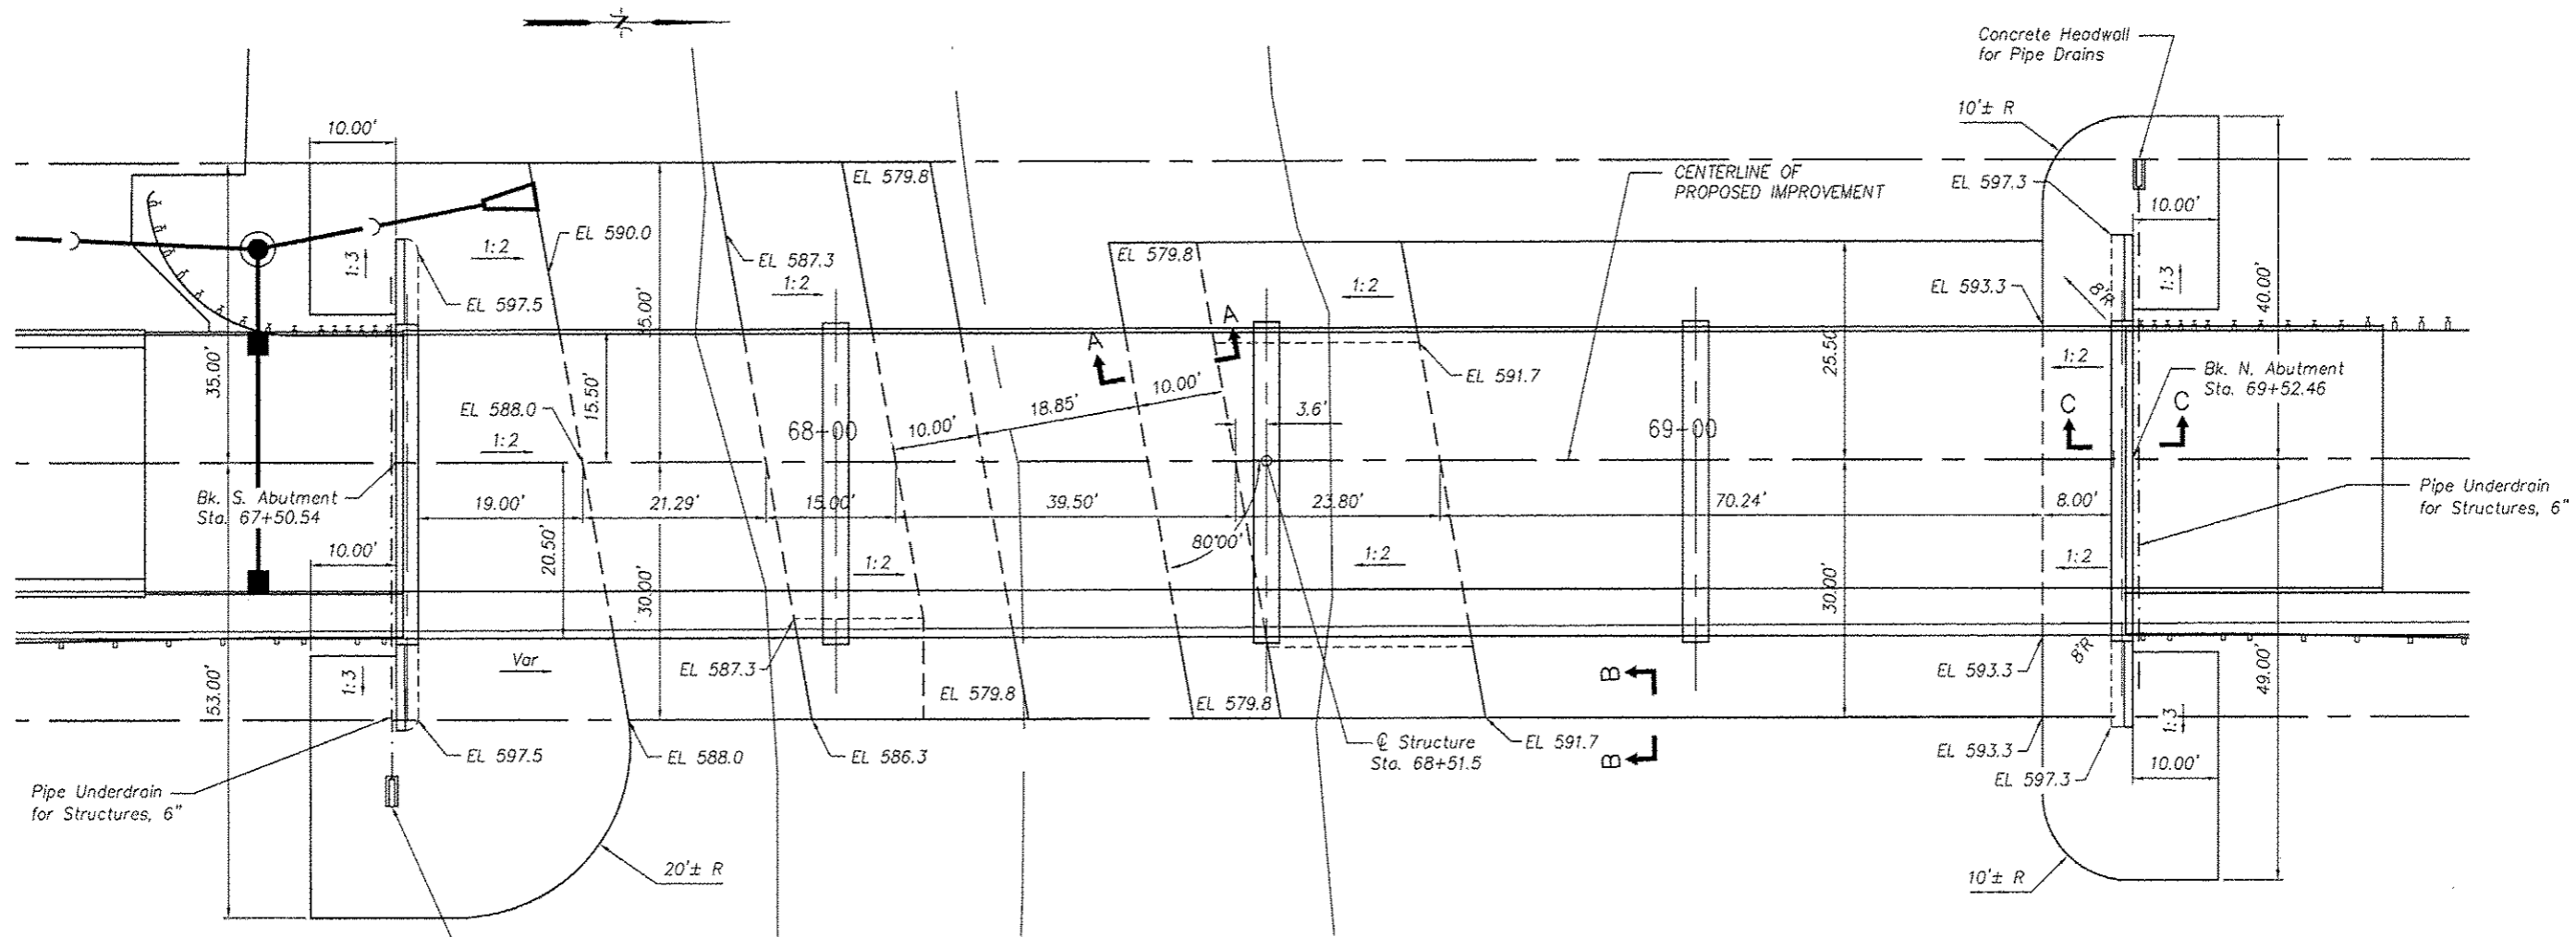 N
Concrete Headwall
for Pipe Drains
10.00'
10'± R
EL 579.8
CENTERLINE OF
PROPOSED IMPROVEMENT
EL 597.3
10.00'
EL 590.0
1:2
1:3
EL 587.3
1:2
EL 579.8
1:2
EL 593.3
8'R
1:3
40.00'
EL 597.5
35.00'
35.00'
15.50'
A
A
25.50'
1:2
EL 591.7
Bk. N. Abutment
Sta. 69+52.46
EL 588.0
1:2
68+00
10.00'
18.85'
10.00'
3.6'
69+00
C
C
Bk. S. Abutment
Sta. 67+50.54
19.00'
21.29'
15.00'
39.50'
23.80'
70.24'
8.00'
Pipe Underdrain
for Structures, 6"
80°00'
10.00'
20.50'
30.00'
1:2
1:2
30.00'
1:2
53.00'
1:3
Var
EL 587.3
EL 579.8
EL 579.8
B
B
EL 593.3
8'R
49.00'
1:3
EL 597.5
EL 588.0
EL 586.3
℄ Structure
Sta. 68+51.5
EL 591.7
EL 593.3
EL 597.3
10.00'
Pipe Underdrain
for Structures, 6"
20'± R
10'± R